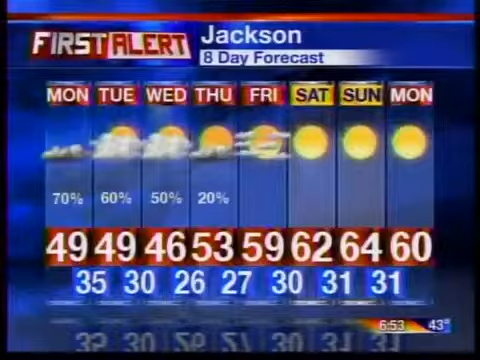 FIRST ALERT
Jackson
8 Day Forecast
MON TUE WED THU FRI SAT SUN MON
70% 60% 50% 20%
49 49 46 53 59 62 64 60
35 30 26 27 30 31 31
6:53 43°